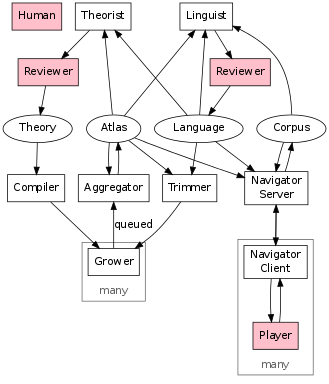 Human
Theorist
Linguist
Reviewer
Reviewer
Theory
Atlas
Language
Corpus
Compiler
Aggregator
Trimmer
Navigator
Server
queued
Grower
many
Navigator
Client
Player
many